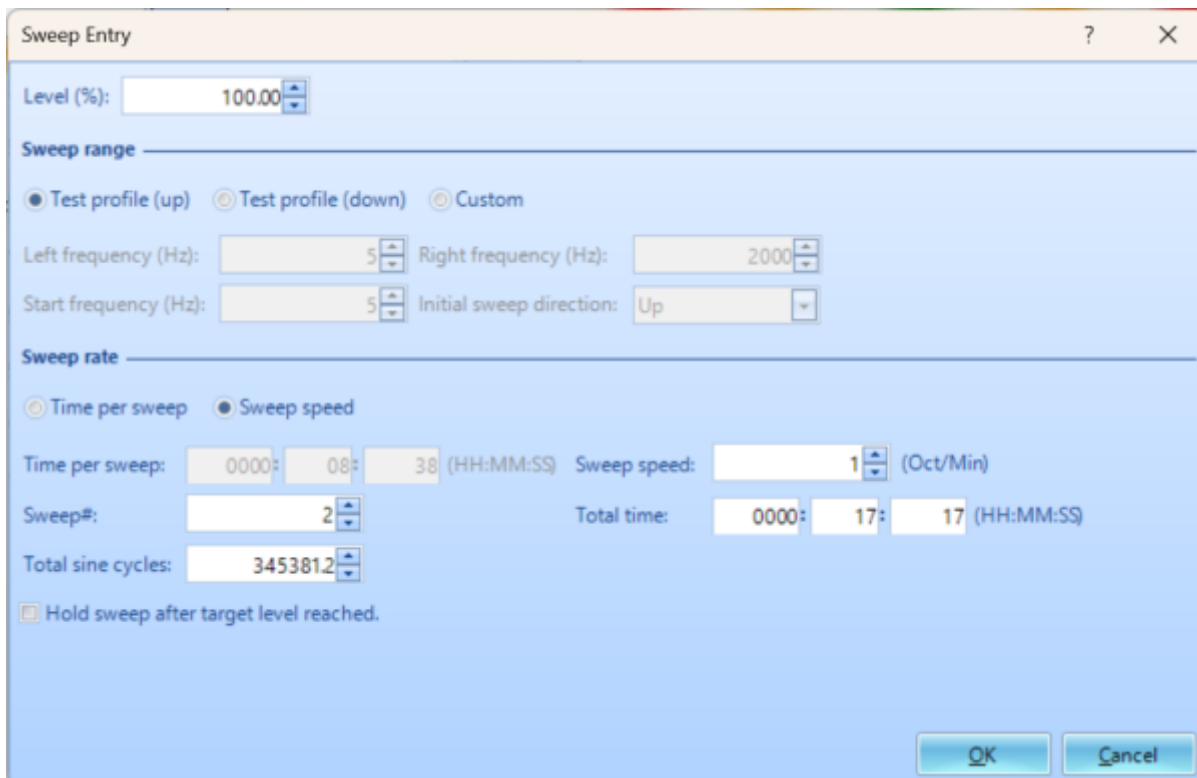 Sweep Entry ?
Level (%): 100.00
Sweep range
Test profile (up) Test profile (down) Custom
Left frequency (Hz): 5 Right frequency (Hz): 2000
Start frequency (Hz): 5 Initial sweep direction: Up
Sweep rate
Time per sweep Sweep speed
Time per sweep: 0000: 08: 38 (HH:MM:SS) Sweep speed: 1 (Oct/Min)
Sweep#: 2 Total time: 0000: 17: 17 (HH:MM:SS)
Total sine cycles: 345381.2
Hold sweep after target level reached.
OK Cancel